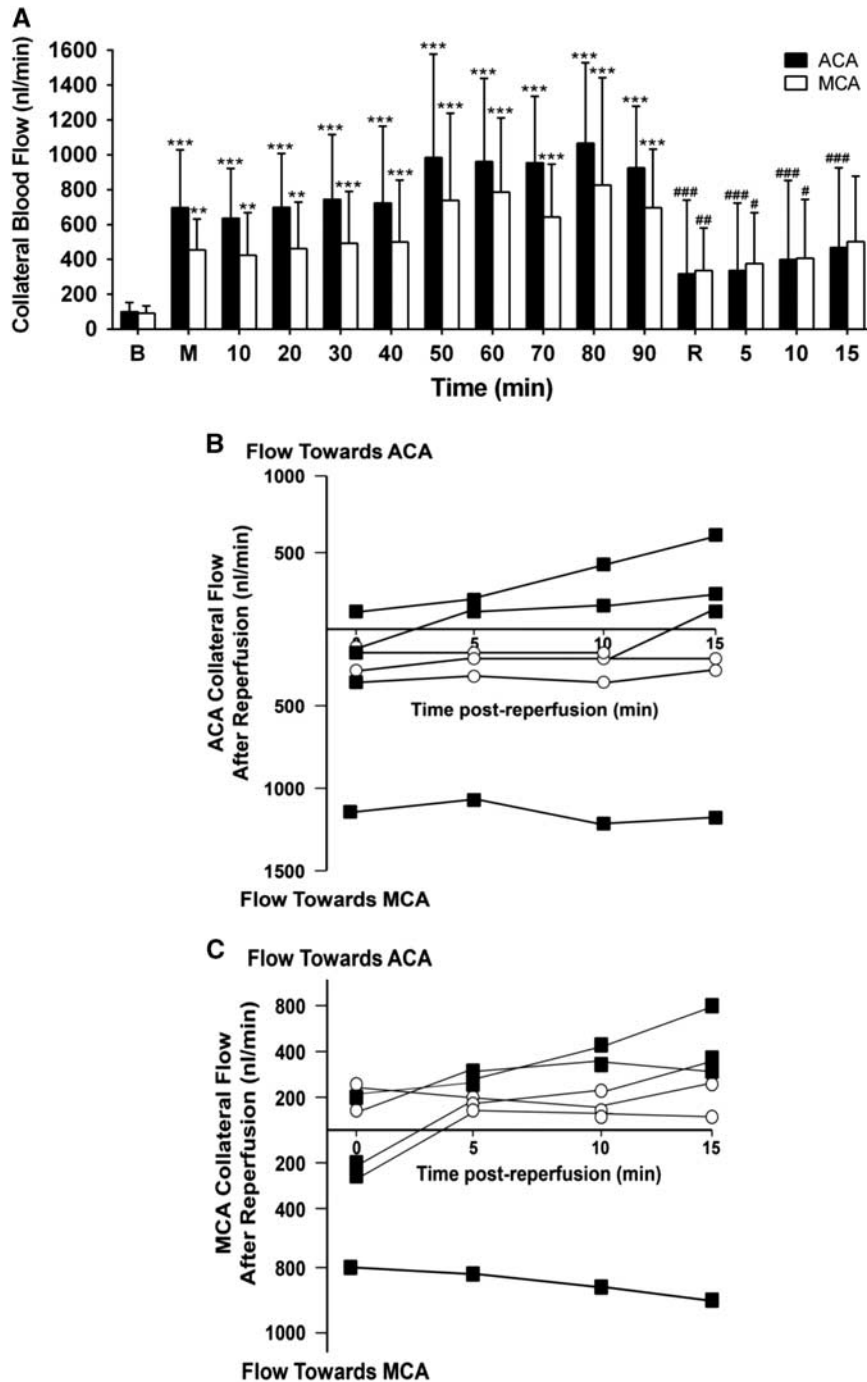 A
Collateral Blood Flow (nl/min)
1600
1400
1200
1000
800
600
400
200
0
*** *** *** *** *** *** *** *** *** *** ### ### ### ###
** ** ** *** *** *** *** *** *** *** ## # #
ACA
MCA
B M 10 20 30 40 50 60 70 80 90 R 5 10 15
Time (min)
B
Flow Towards ACA
ACA Collateral Flow
After Reperfusion (nl/min)
1000
500
0 5 10 15
500
Time post-reperfusion (min)
1000
1500
Flow Towards MCA
C
Flow Towards ACA
MCA Collateral Flow
After Reperfusion (nl/min)
800
400
200
0 5 10 15
200
Time post-reperfusion (min)
400
800
1000
Flow Towards MCA